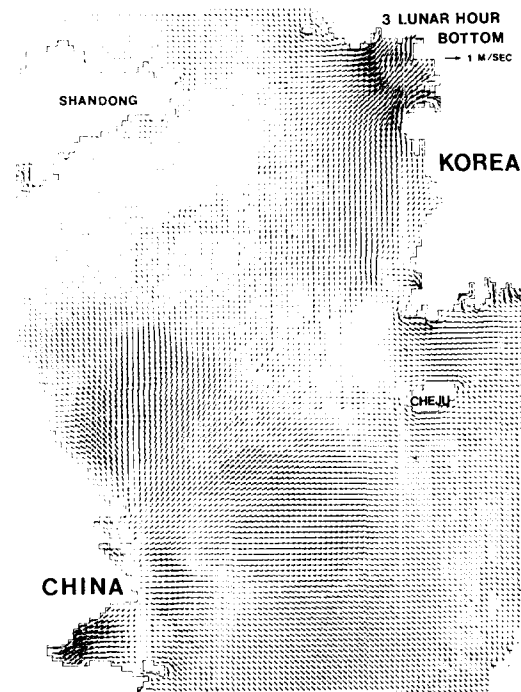 3 LUNAR HOUR
BOTTOM
→ 1 M/SEC
SHANDONG
KOREA
CHEJU
CHINA